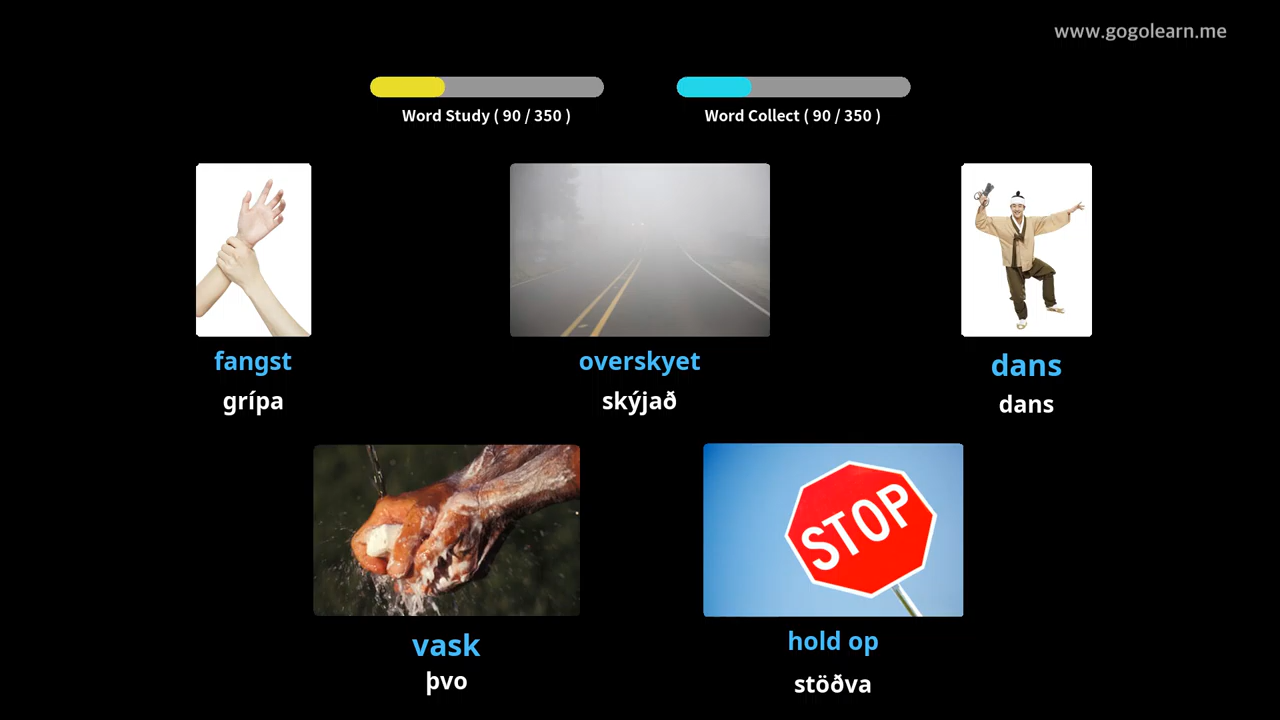 www.gogolearn.me
Word Study ( 90 / 350 )
Word Collect ( 90 / 350 )
fangst
grípa
overskyet
skýjað
dans
dans
STOP
vask
þvo
hold op
stöðva